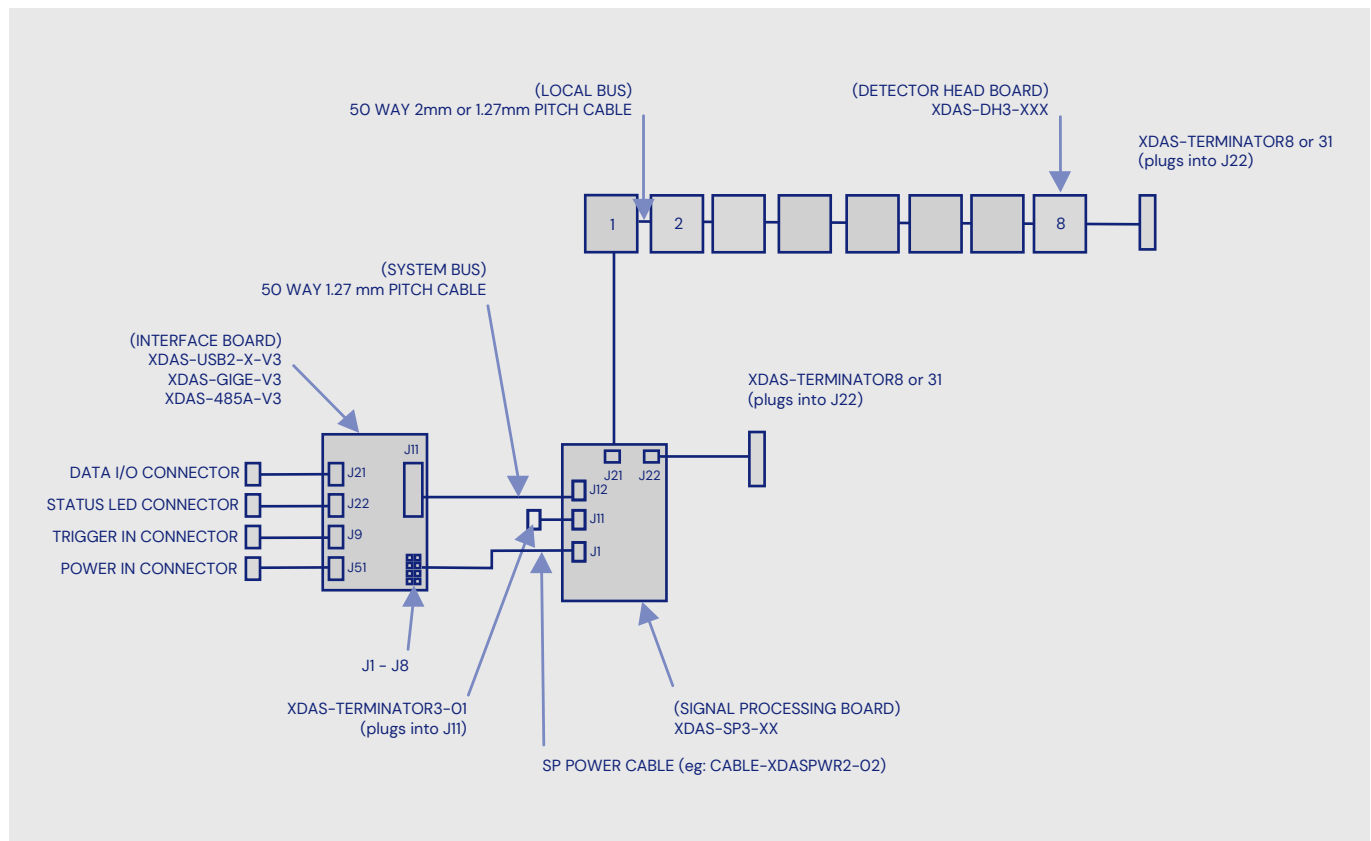 (LOCAL BUS)
50 WAY 2mm or 1.27mm PITCH CABLE
(DETECTOR HEAD BOARD)
XDAS-DH3-XXX
XDAS-TERMINATOR8 or 31
(plugs into J22)
1
2
8
(SYSTEM BUS)
50 WAY 1.27 mm PITCH CABLE
(INTERFACE BOARD)
XDAS-USB2-X-V3
XDAS-GIGE-V3
XDAS-485A-V3
XDAS-TERMINATOR8 or 31
(plugs into J22)
J11
DATA I/O CONNECTOR
J21
STATUS LED CONNECTOR
J22
TRIGGER IN CONNECTOR
J9
POWER IN CONNECTOR
J51
J21
J22
J12
J11
J1
J1 - J8
XDAS-TERMINATOR3-01
(plugs into J11)
(SIGNAL PROCESSING BOARD)
XDAS-SP3-XX
SP POWER CABLE (eg: CABLE-XDASPWR2-02)